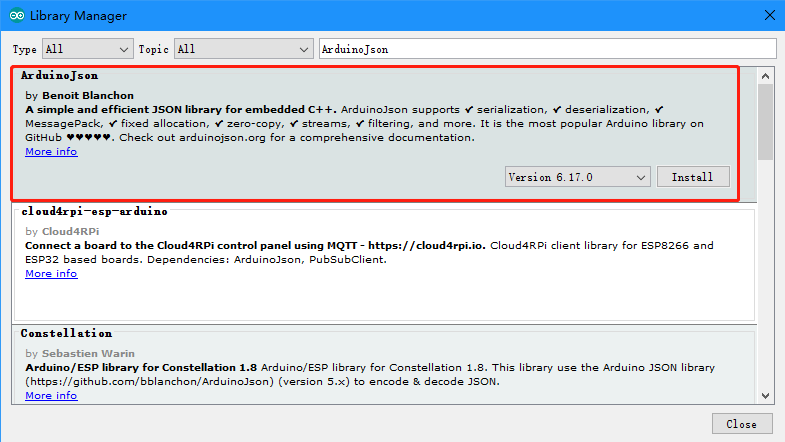 Library Manager
Type All Topic All ArduinoJson
ArduinoJson
by Benoit Blanchon
A simple and efficient JSON library for embedded C++. ArduinoJson supports ✔ serialization, ✔ deserialization, ✔
MessagePack, ✔ fixed allocation, ✔ zero-copy, ✔ streams, ✔ filtering, and more. It is the most popular Arduino library on
GitHub ♥♥♥♥♥. Check out arduinojson.org for a comprehensive documentation.
More info
Version 6.17.0 Install
cloud4rpi-esp-arduino
by Cloud4RPi
Connect a board to the Cloud4RPi control panel using MQTT - https://cloud4rpi.io. Cloud4RPi client library for ESP8266 and
ESP32 based boards. Dependencies: ArduinoJson, PubSubClient.
More info
Constellation
by Sebastien Warin
Arduino/ESP library for Constellation 1.8 Arduino/ESP library for Constellation 1.8. This library use the Arduino JSON library
(https://github.com/bblanchon/ArduinoJson) (version 5.x) to encode & decode JSON.
More info
Close